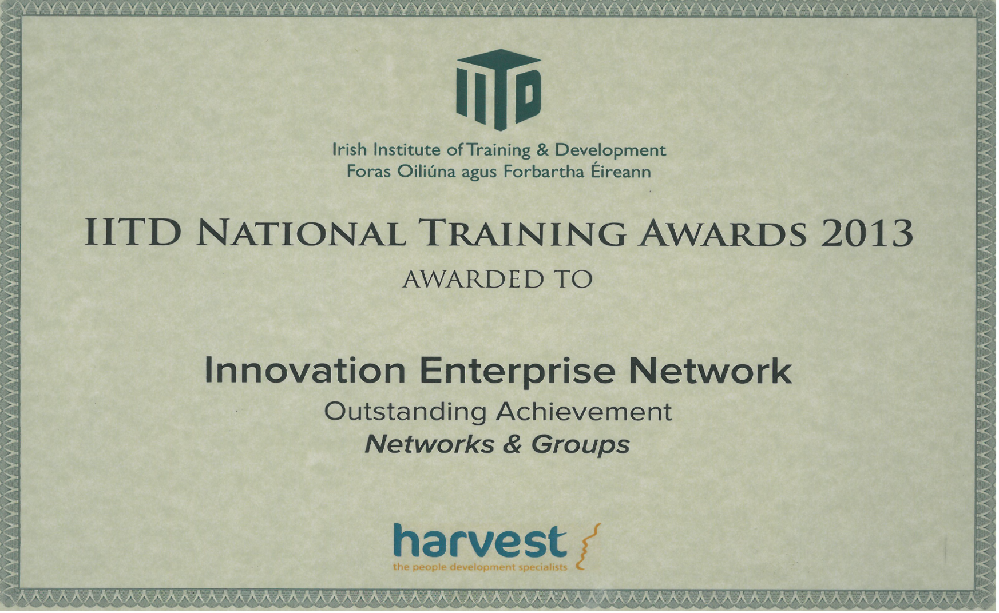 IITD
Irish Institute of Training & Development
Foras Oiliúna agus Forbartha Éireann
IITD NATIONAL TRAINING AWARDS 2013
AWARDED TO
Innovation Enterprise Network
Outstanding Achievement
Networks & Groups
harvest
the people development specialists